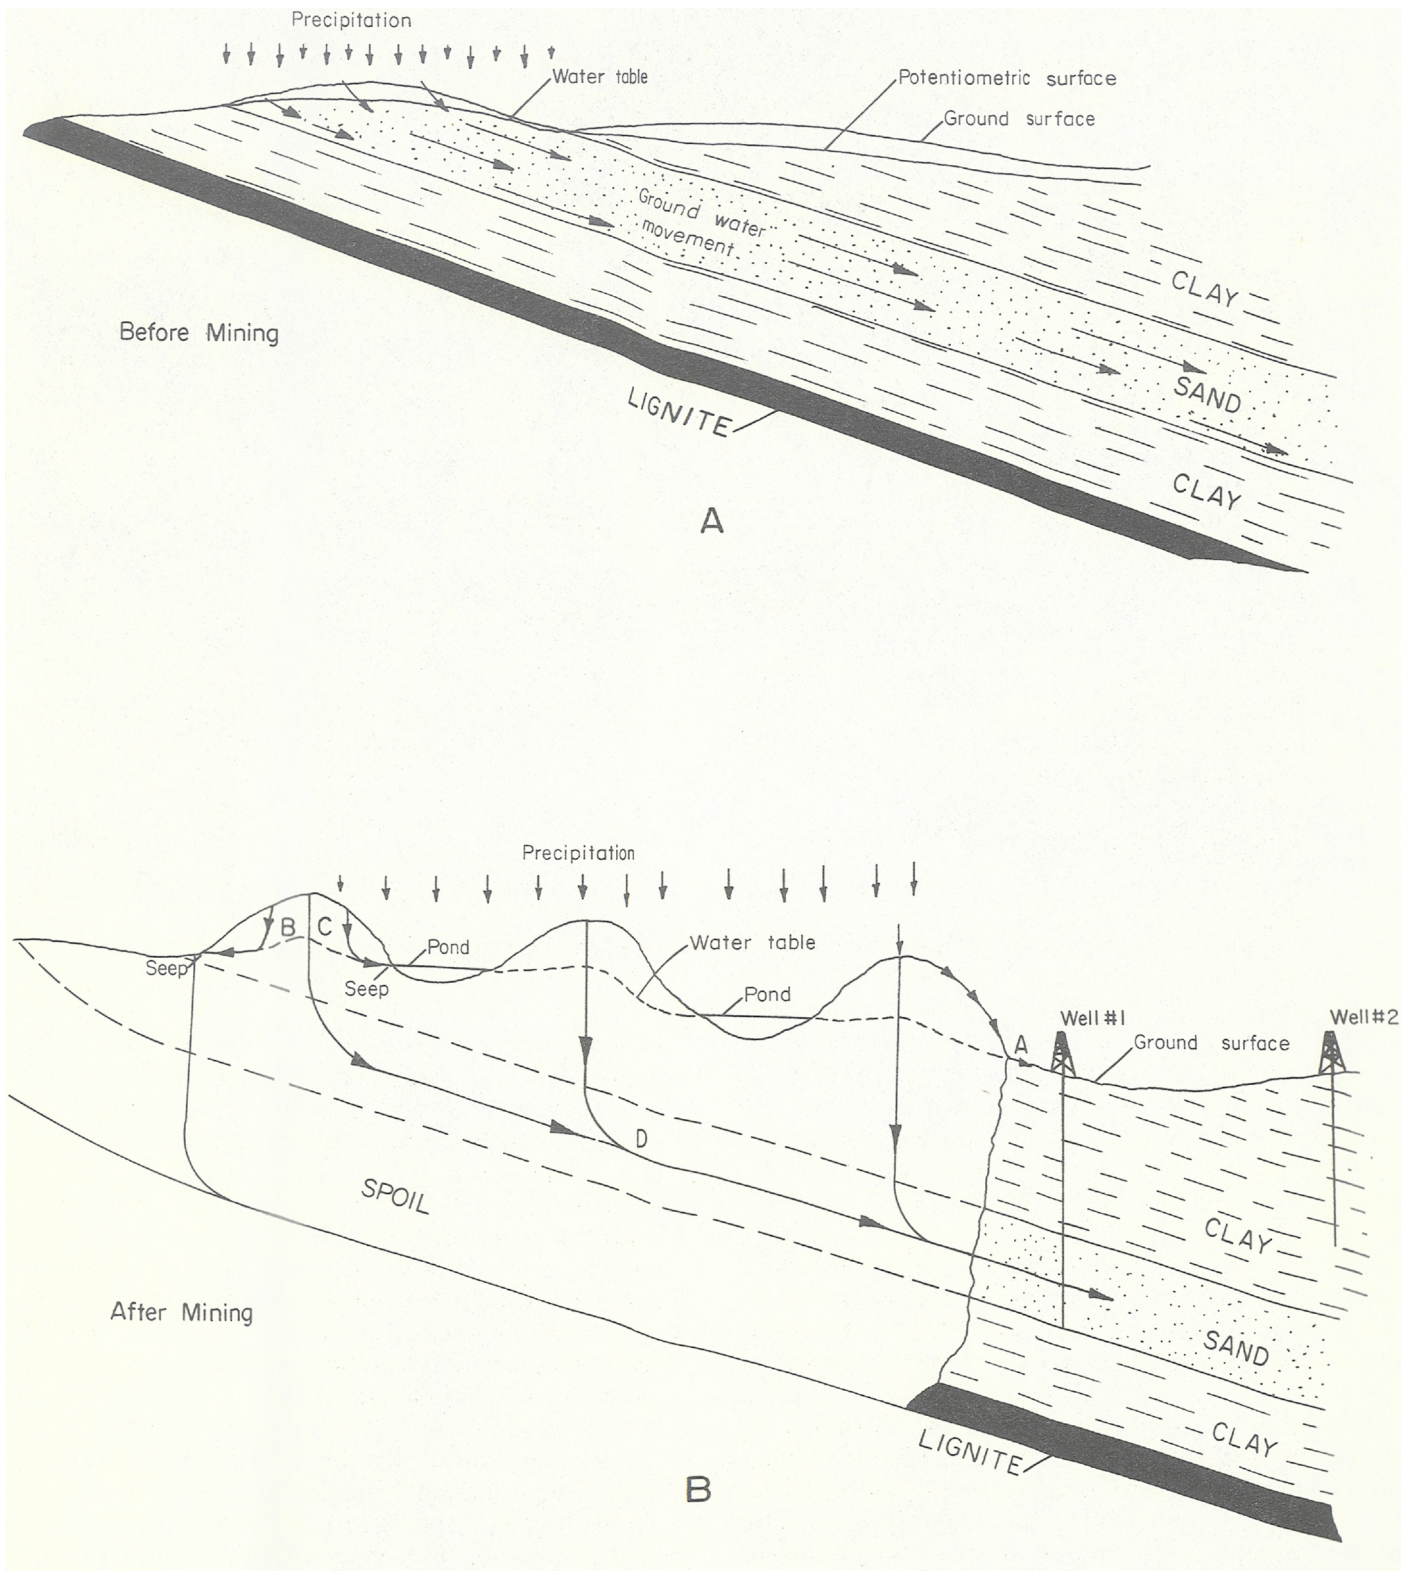 Precipitation
Water table
Potentiometric surface
Ground surface
Ground water
movement
CLAY
Before Mining
SAND
LIGNITE
CLAY
A
Precipitation
B
C
Pond
Water table
Seep
Seep
Pond
A
Well #1
Well#2
Ground surface
D
SPOIL
CLAY
After Mining
SAND
CLAY
LIGNITE
B